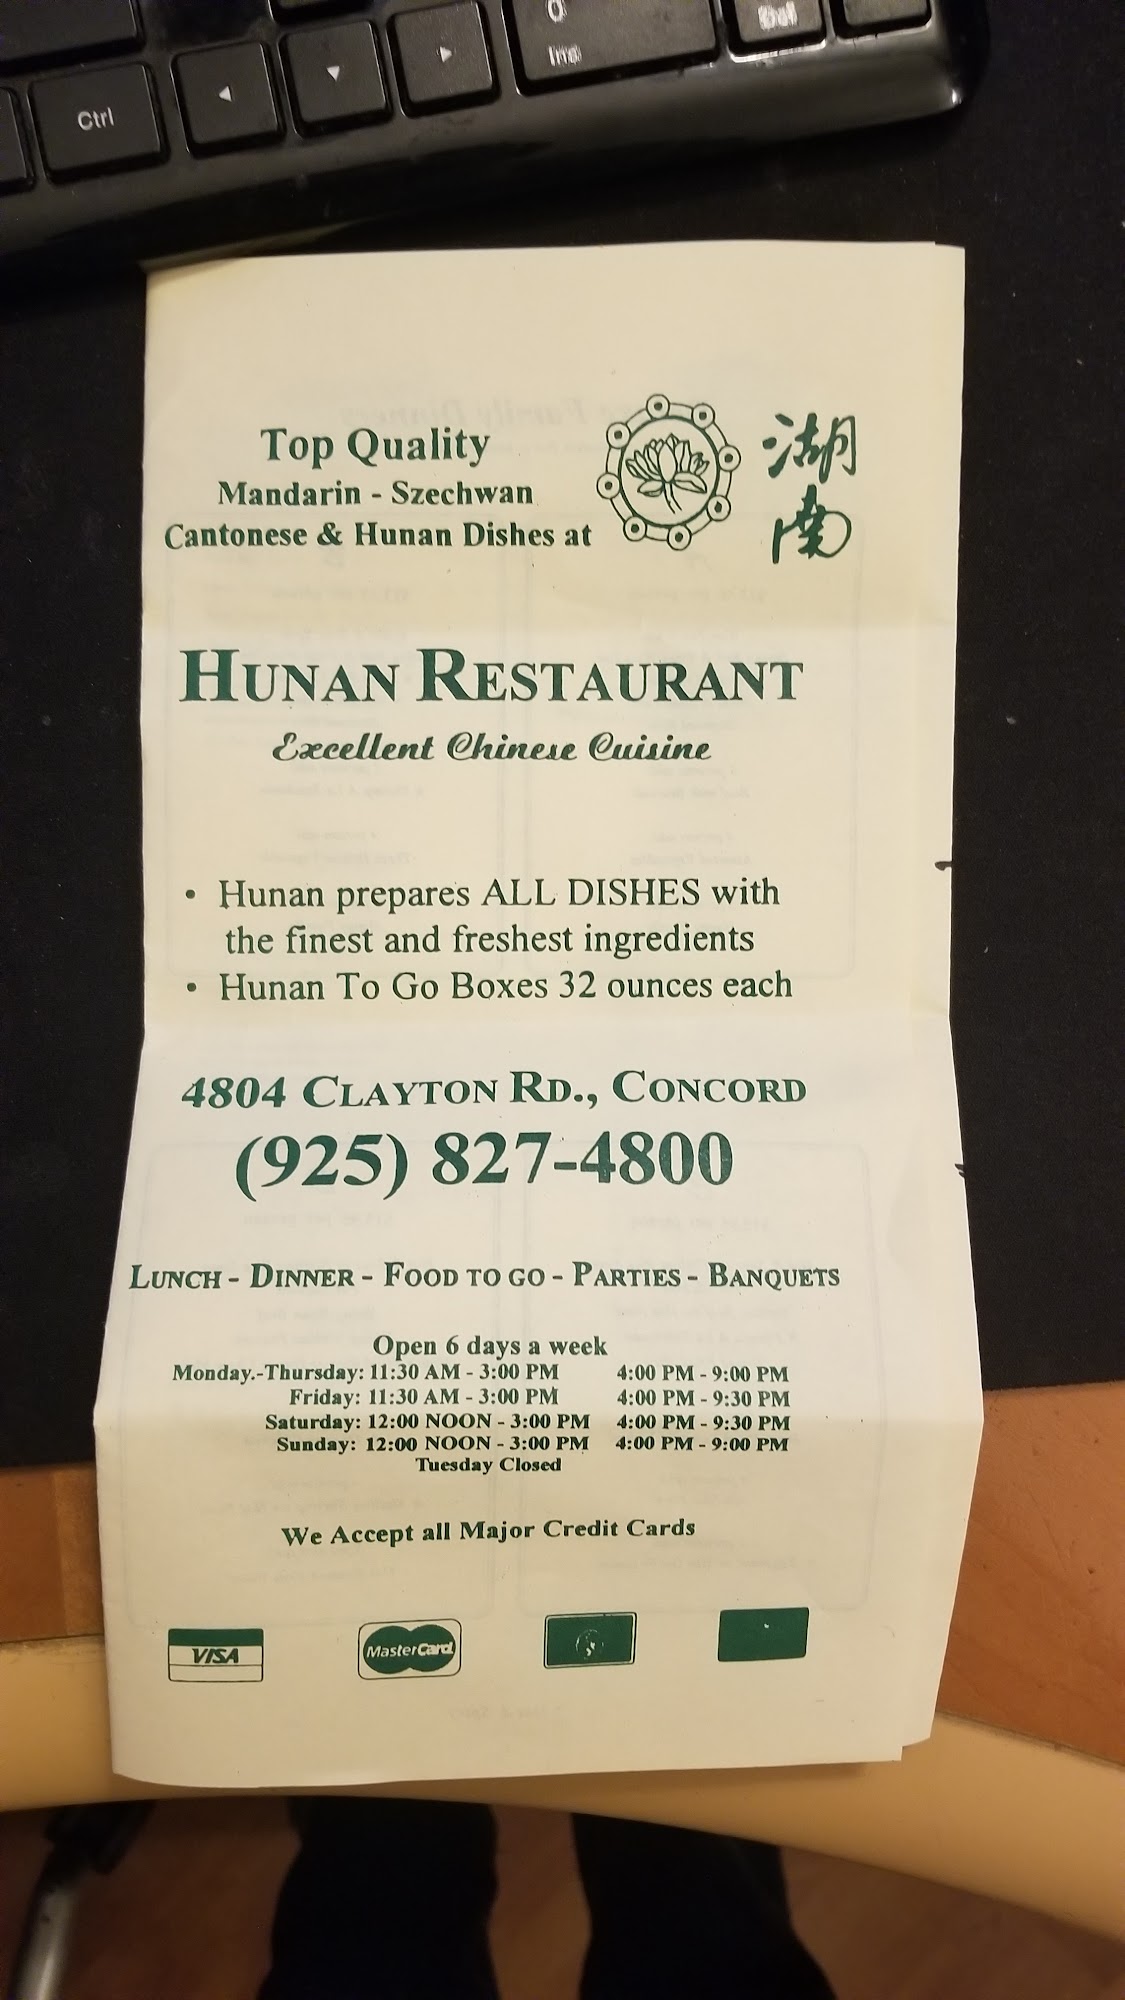 0
Ins
Del
Ctrl
Top Quality
Mandarin - Szechwan
Cantonese & Hunan Dishes at
湖
南
HUNAN RESTAURANT
Excellent Chinese Cuisine
• Hunan prepares ALL DISHES with
the finest and freshest ingredients
• Hunan To Go Boxes 32 ounces each
4804 CLAYTON RD., CONCORD
(925) 827-4800
LUNCH - DINNER - FOOD TO GO - PARTIES - BANQUETS
Open 6 days a week
Monday.-Thursday: 11:30 AM - 3:00 PM 4:00 PM - 9:00 PM
Friday: 11:30 AM - 3:00 PM 4:00 PM - 9:30 PM
Saturday: 12:00 NOON - 3:00 PM 4:00 PM - 9:30 PM
Sunday: 12:00 NOON - 3:00 PM 4:00 PM - 9:00 PM
Tuesday Closed
We Accept all Major Credit Cards
VISA
MasterCard